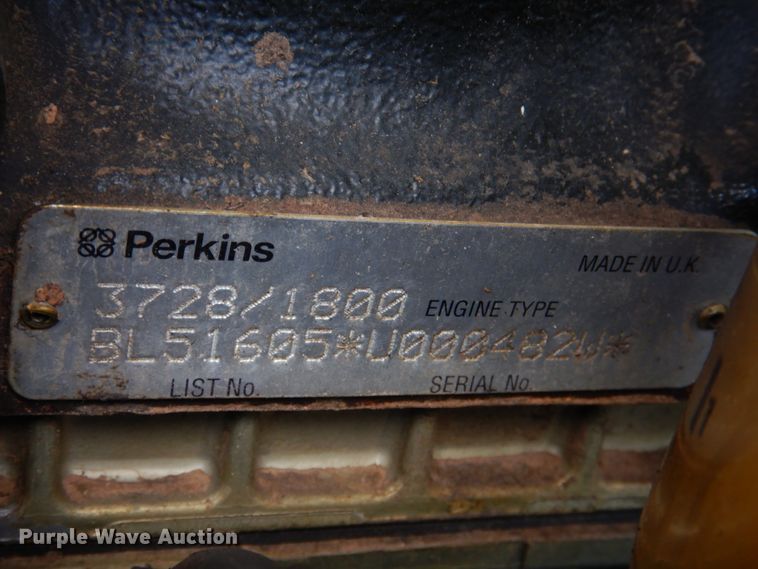 Perkins
MADE IN U.K.
3728/1800 ENGINE TYPE
BL51605*U000482W*
LIST No. SERIAL No.
Purple Wave Auction